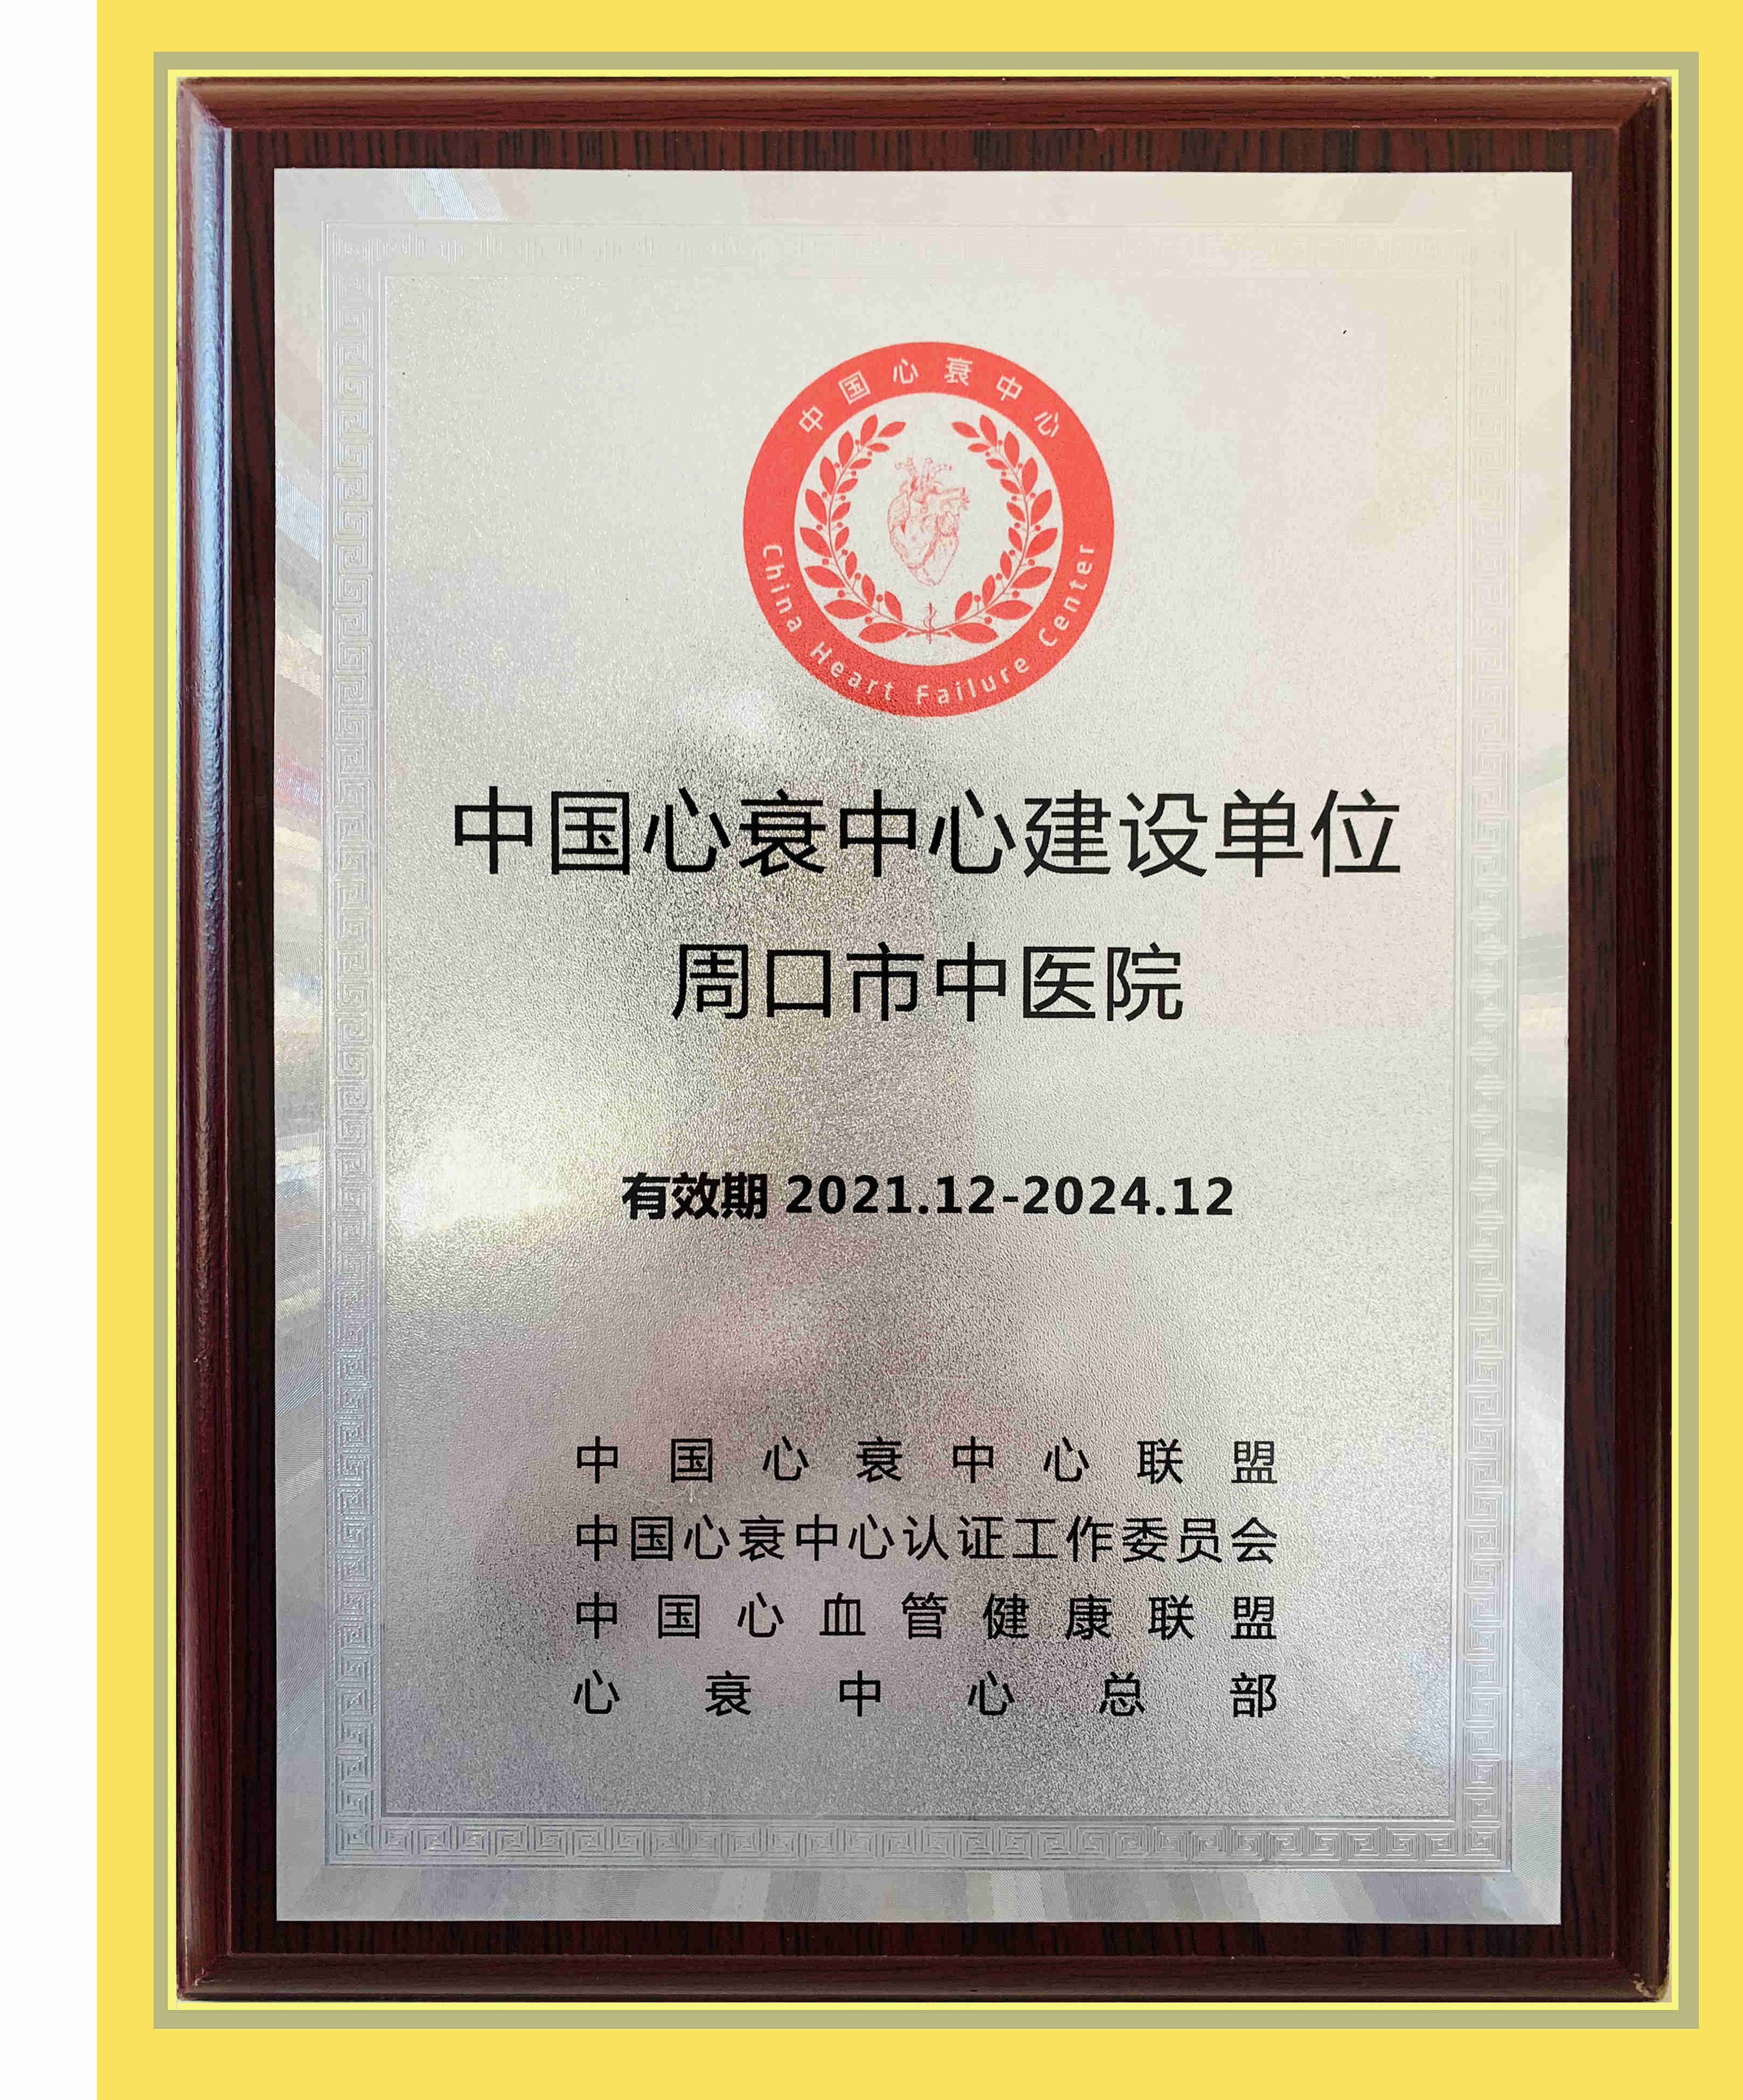 中国心衰中心
China Heart Failure Center
中国心衰中心建设单位
周口市中医院
有效期 2021.12-2024.12
中国心衰中心联盟
中国心衰中心认证工作委员会
中国心血管健康联盟
心衰中心总部